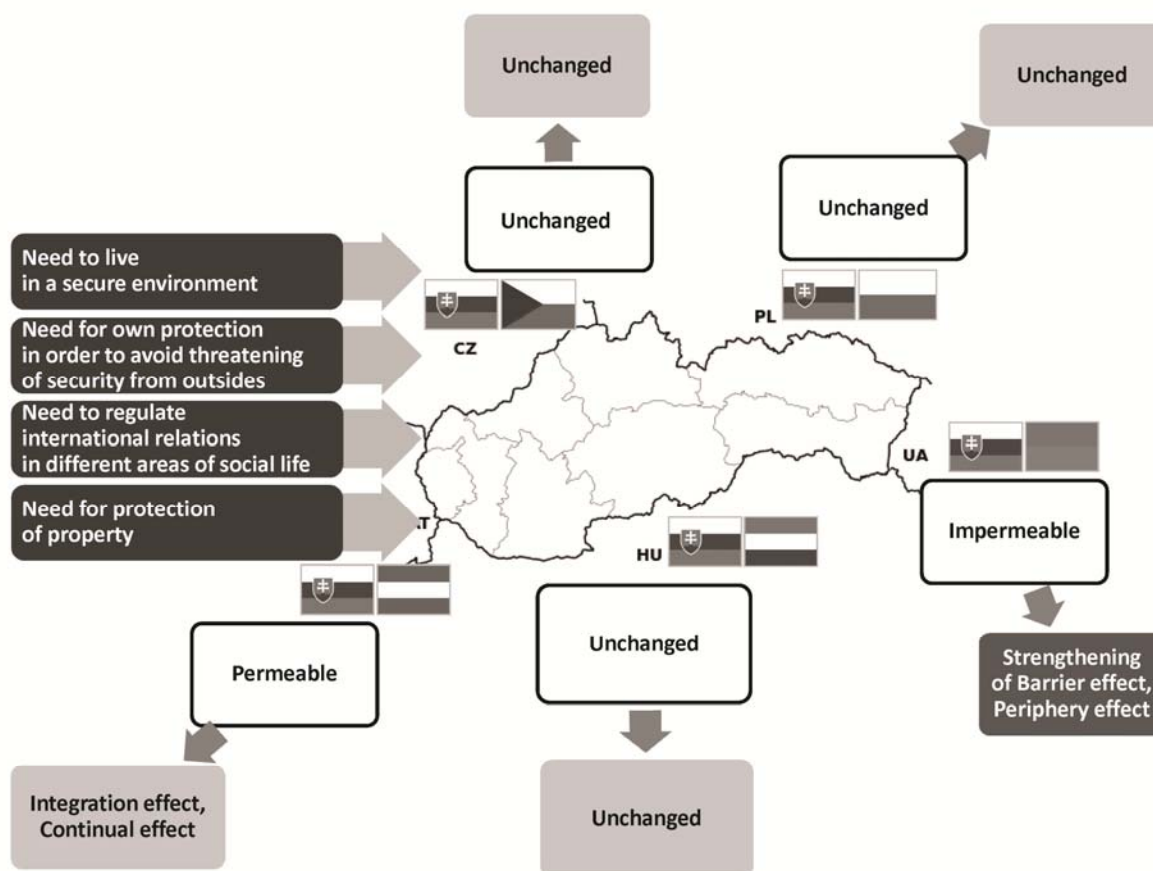 Unchanged
Unchanged
Unchanged
Unchanged
Need to live
in a secure environment
Need for own protection
in order to avoid threatening
of security from outsides
Need to regulate
international relations
in different areas of social life
Need for protection
of property
CZ
PL
UA
HU
Impermeable
Strengthening
of Barrier effect,
Periphery effect
Permeable
Integration effect,
Continual effect
Unchanged
Unchanged